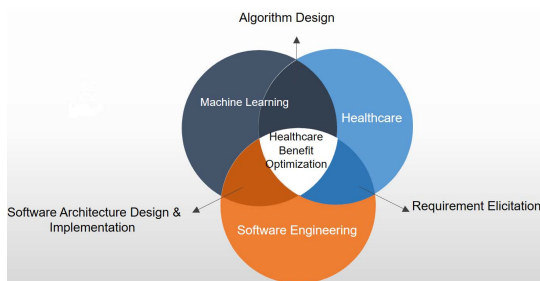 Algorithm Design
Machine Learning
Healthcare
Healthcare
Benefit
Optimization
Software Architecture Design &
Implementation
Requirement Elicitation
Software Engineering